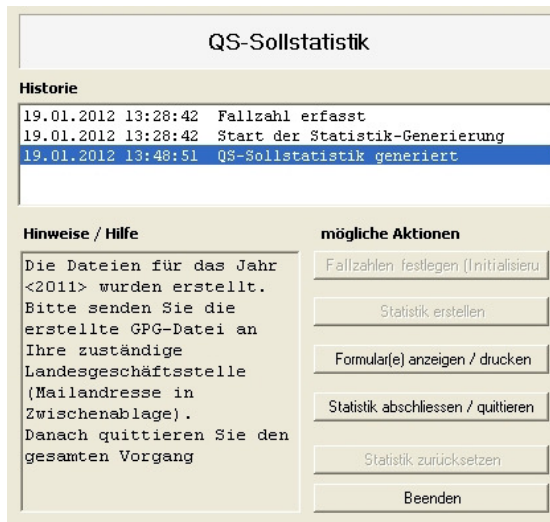 QS-Sollstatistik
Historie
19.01.2012 13:28:42 Fallzahl erfasst
19.01.2012 13:28:42 Start der Statistik-Generierung
19.01.2012 13:48:51 QS-Sollstatistik generiert
Hinweise / Hilfe
Die Dateien für das Jahr
<2011> wurden erstellt.
Bitte senden Sie die
erstellte GPG-Datei an
Ihre zuständige
Landesgeschäftsstelle
(Mailandresse in
Zwischenablage).
Danach quittieren Sie den
gesamten Vorgang
mögliche Aktionen
Fallzahlen festlegen (Initialisieru
Statistik erstellen
Formular(e) anzeigen / drucken
Statistik abschliessen / quittieren
Statistik zurücksetzen
Beenden